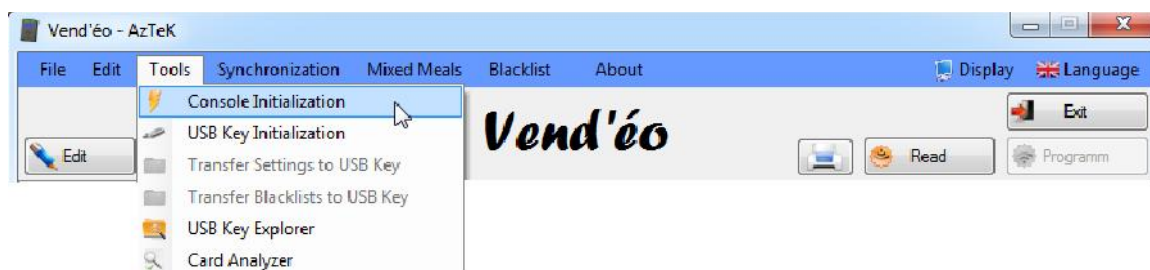 Vend'éo - AzTeK
File Edit Tools Synchronization Mixed Meals Blacklist About Display Language
Console Initialization
USB Key Initialization
Transfer Settings to USB Key
Transfer Blacklists to USB Key
USB Key Explorer
Card Analyzer
Edit
Vend'éo
Read
Exit
Programm